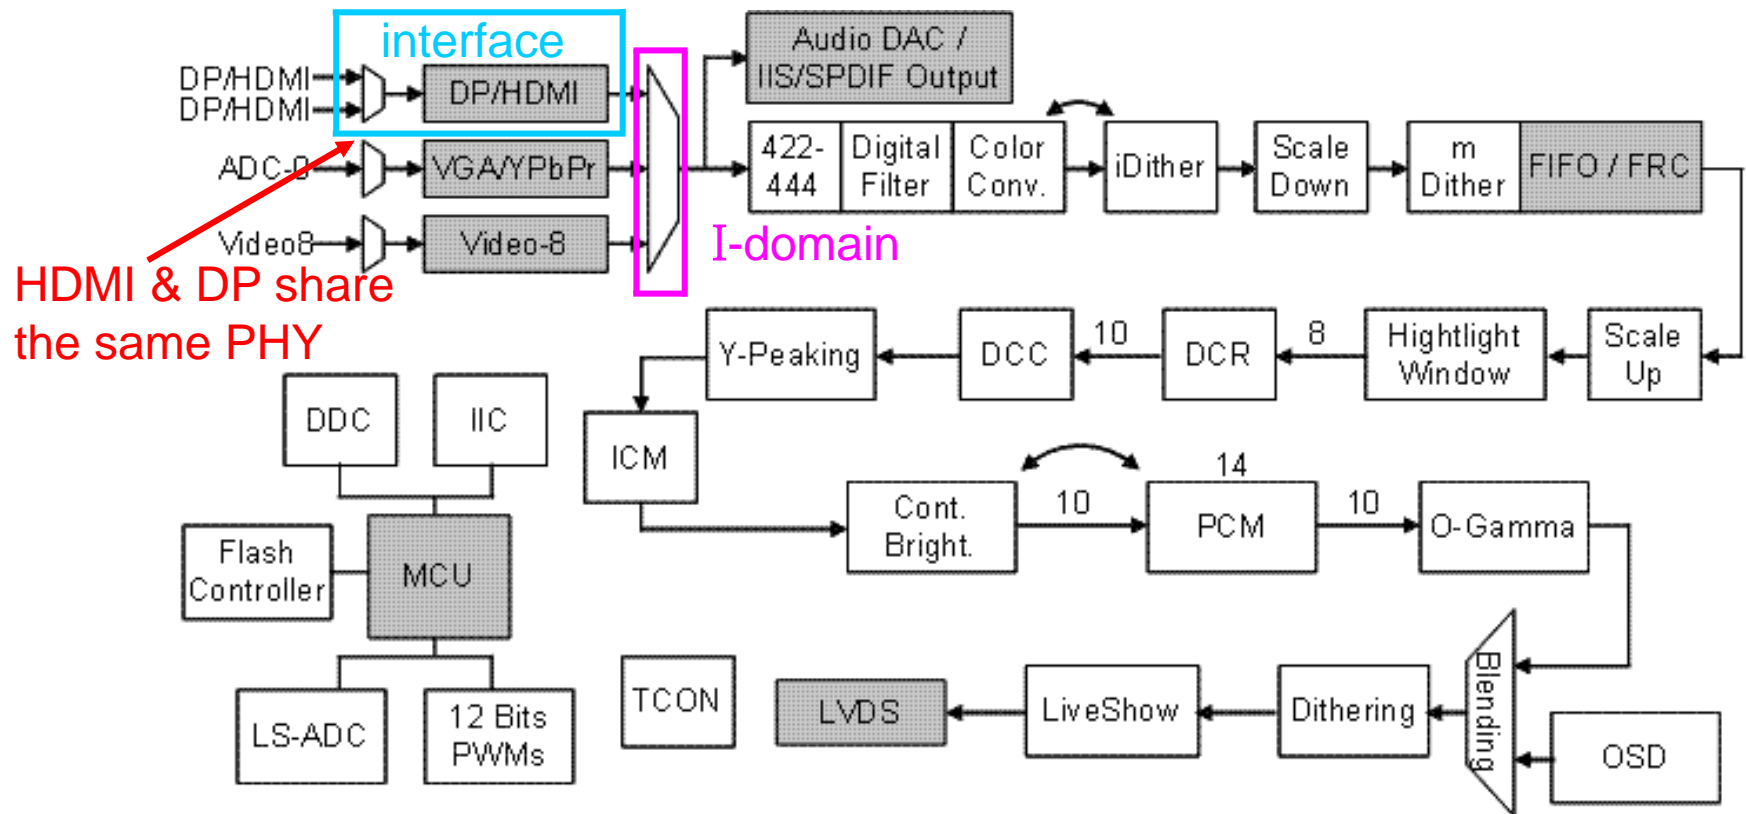 interface
DP/HDMI
DP/HDMI
DP/HDMI
Audio DAC /
IIS/SPDIF Output
ADC-0
VGA/YPbPr
422-
444
Digital
Filter
Color
Conv.
iDither
Scale
Down
m
Dither
FIFO / FRC
Video8
Video-8
I-domain
HDMI & DP share
the same PHY
Y-Peaking
DCC
10
DCR
8
Hightlight
Window
Scale
Up
DDC
IIC
ICM
Cont.
Bright.
10
14
PCM
10
O-Gamma
Flash
Controller
MCU
LS-ADC
12 Bits
PWMs
TCON
LVDS
LiveShow
Dithering
Blending
OSD